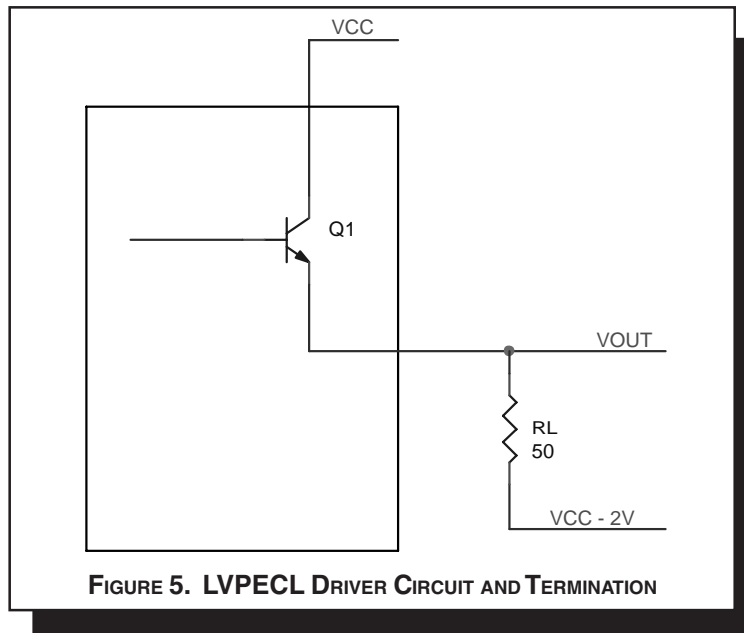 VCC
Q1
VOUT
RL
50
VCC - 2V
FIGURE 5. LVPECL DRIVER CIRCUIT AND TERMINATION